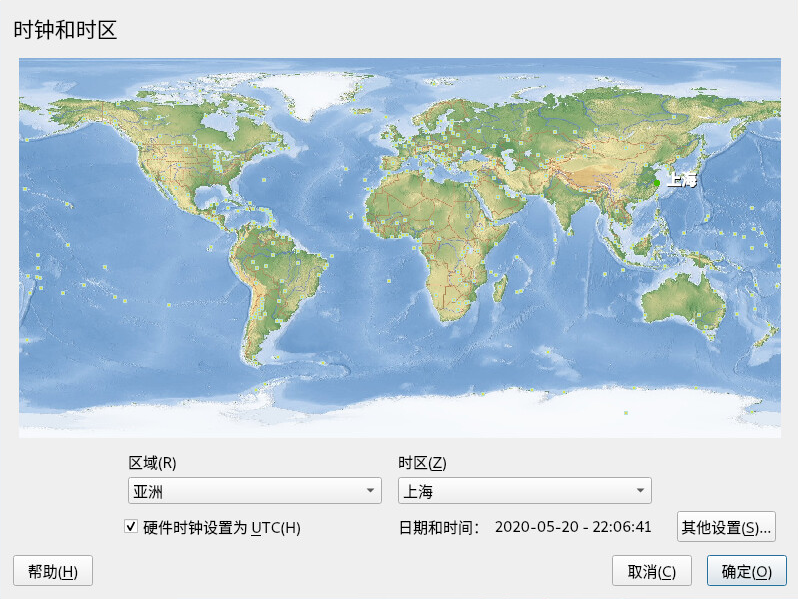 时钟和时区
上海
区域(R)
时区(Z)
亚洲
上海
硬件时钟设置为 UTC(H)
日期和时间： 2020-05-20 - 22:06:41
其他设置(S)...
帮助(H)
取消(C)
确定(O)